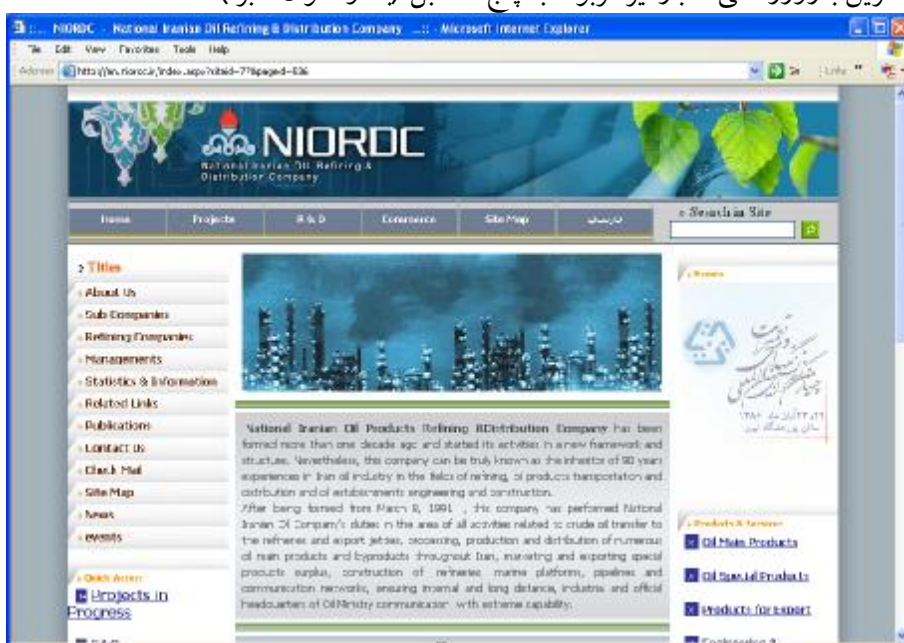 NIORDC - National Iranian Oil Refining & Distribution Company ...:: - Microsoft Internet Explorer
File Edit View Favorites Tools Help
Address
Links
NIORDC
National Iranian Oil Refining &
Distribution Company
Home Projects R & D Commerce Site Map فارسی
Search in Site
Titles
About Us
Sub Companies
Refining Companies
Managements
Statistics & Information
Related Links
Publications
Contact Us
Check Mail
Site Map
News
events
Quick Access
Projects in
Progress
National Iranian Oil Products Refining &Distribution Company has been
formed more than one decade ago and started its activities in a new framework and
structure. Nevertheless, this company can be truly known as the inheritor of 90 years
experiences in Iran oil industry in the fields of refining, oil products transportation and
distribution and oil establishments engineering and construction.
After being formed from March 8, 1991 , this company has performed National
Iranian Oil Company's duties in the area of all activities related to crude oil transfer to
the refineries and export jetties, processing, production and distribution of numerous
oil main products and byproducts throughout Iran, marketing and exporting special
products surplus, construction of refineries marine platforms, pipelines and
communication networks, ensuring internal and long distance, industrial and official
headquarters of Oil Ministry communication with extreme capability.
Products & Services
Oil Main Products
Oil Special Products
Products for Export
Engineering &